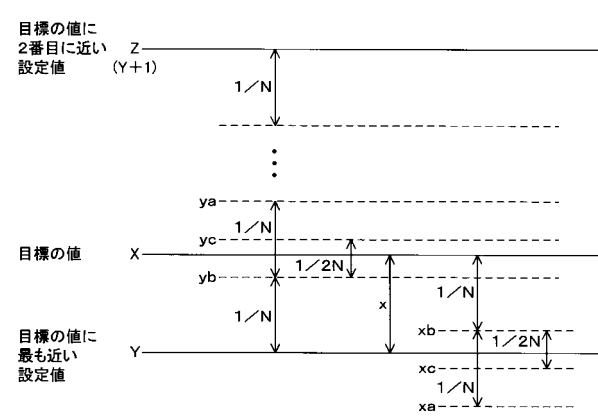 目標の値に
2番目に近い Z
設定値 (Y+1)
1/N
ya
1/N
yc
目標の値 X
1/2N
yb
x
1/N
1/N
目標の値に
xb
1/2N
最も近い Y
設定値
xc
1/N
xa